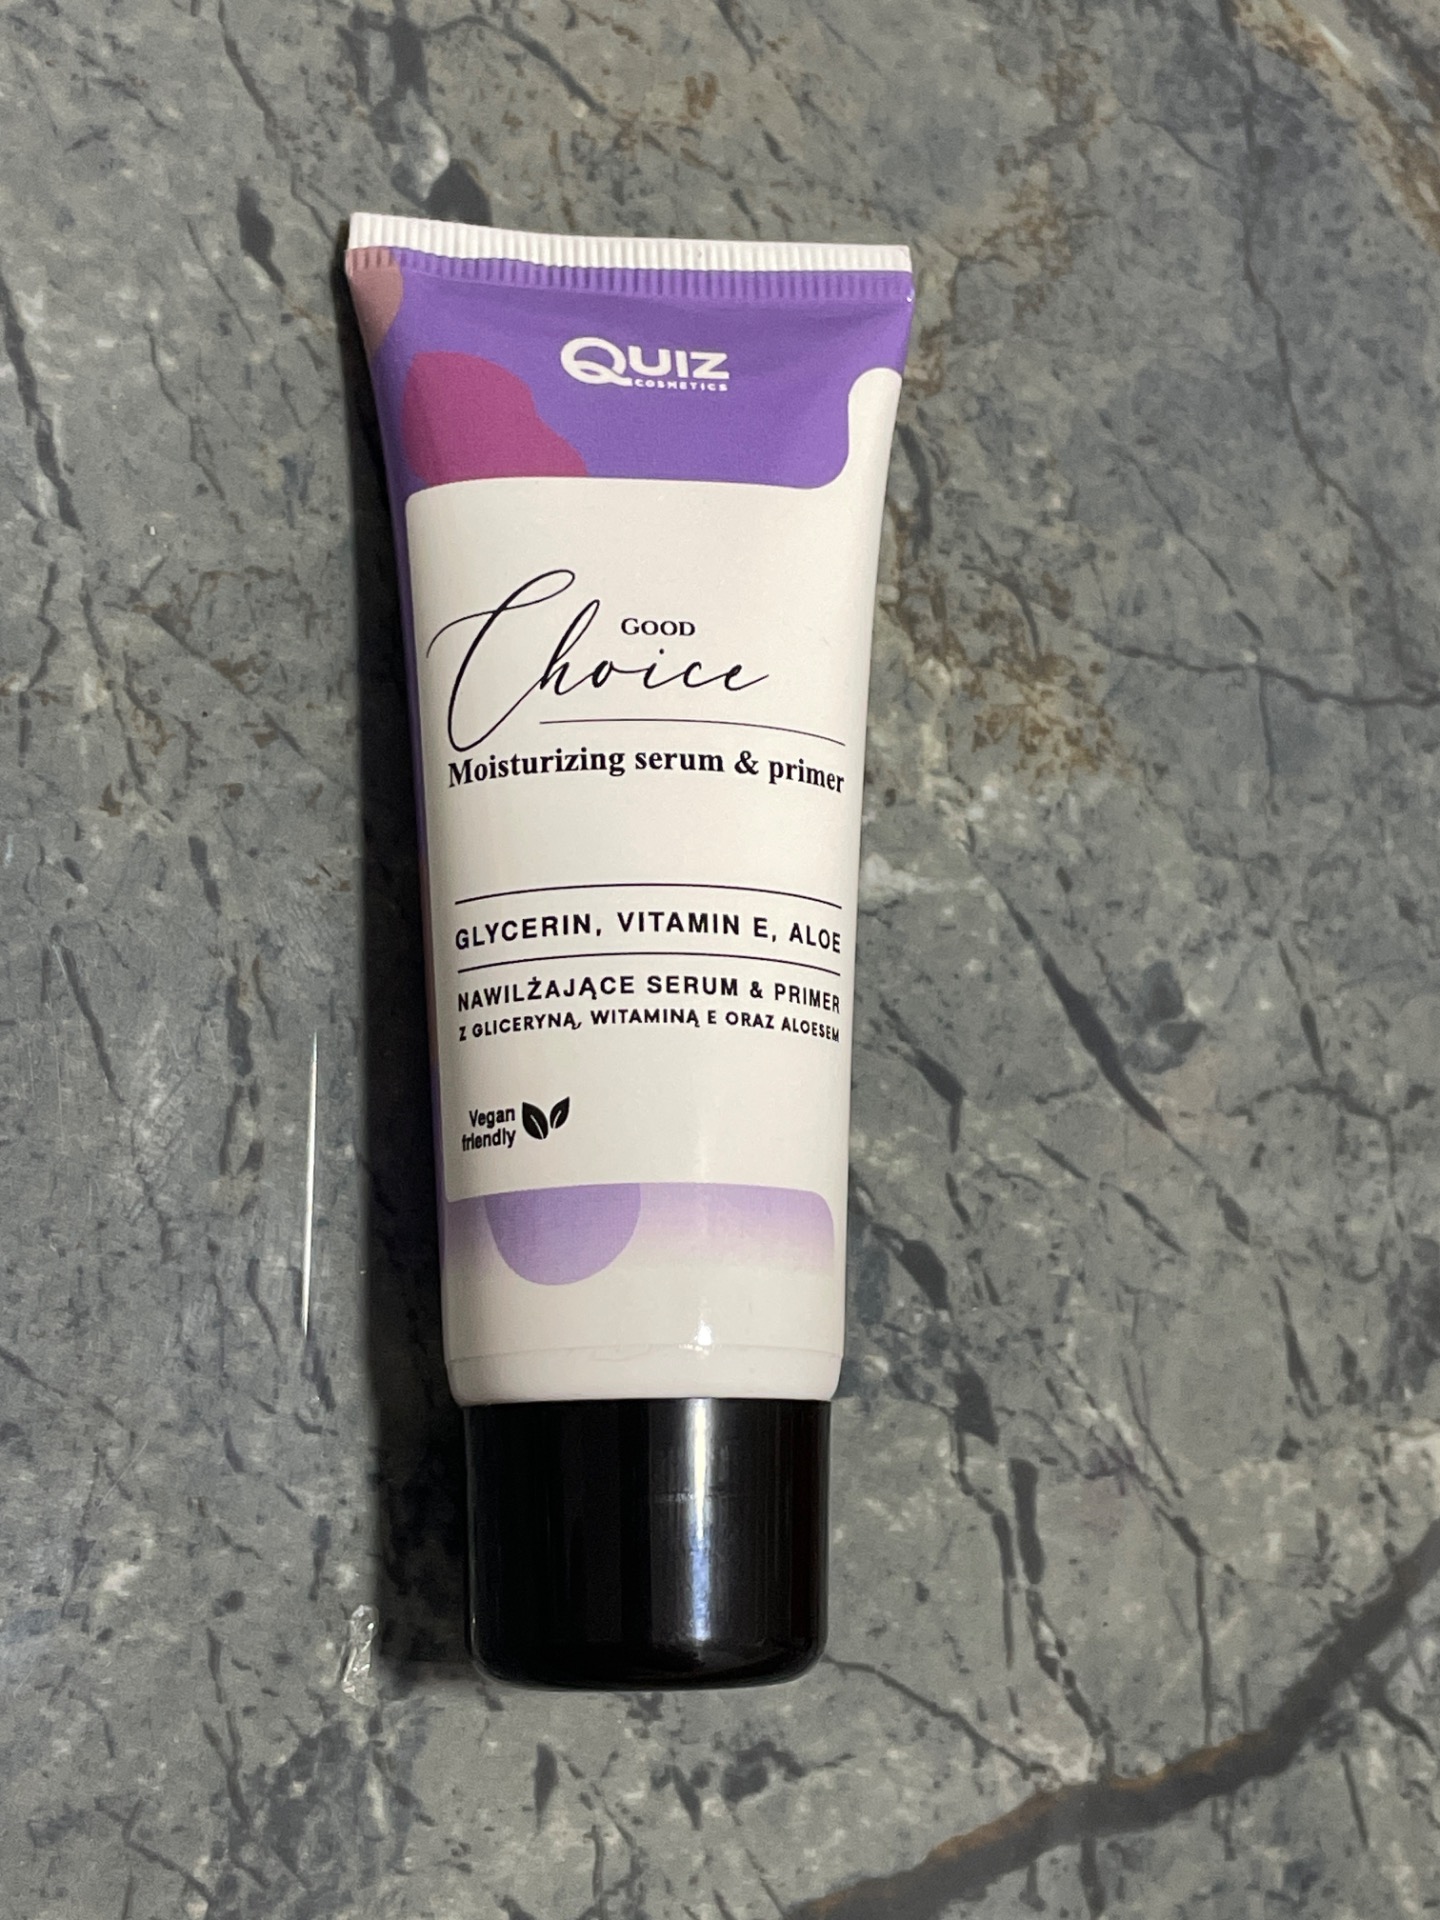 QUIZ
COSMETICS
GOOD
Choice
Moisturizing serum & primer
GLYCERIN, VITAMIN E, ALOE
NAWILŻAJĄCE SERUM & PRIMER
Z GLICERYNĄ, WITAMINĄ E ORAZ ALOESEM
Vegan
friendly